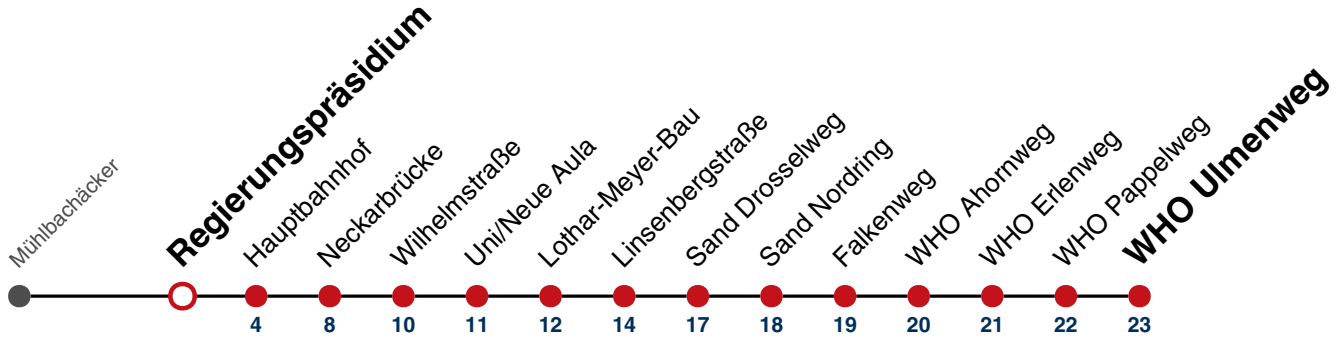 Mühlbachäcker
Regierungspräsidium
Hauptbahnhof
Neckarbrücke
Wilhelmstraße
Uni/Neue Aula
Lothar-Meyer-Bau
Linsenbergstraße
Sand Drosselweg
Sand Nordring
Falkenweg
WHO Ahornweg
WHO Erlenweg
WHO Pappelweg
WHO Ulmenweg
4 8 10 11 12 14 17 18 19 20 21 22 23